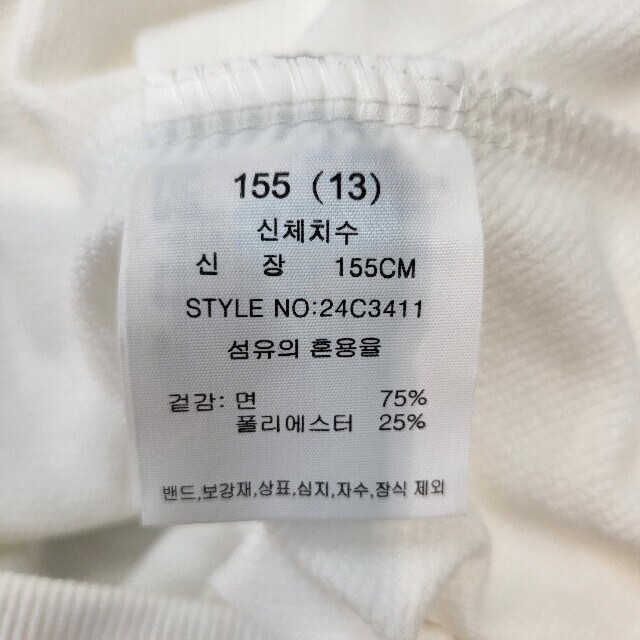 155 (13)
신체치수
신 장 155CM
STYLE NO:24C3411
섬유의 혼용율
겉감: 면 75%
폴리에스터 25%
밴드,보강재,상표,심지,자수,장식 제외